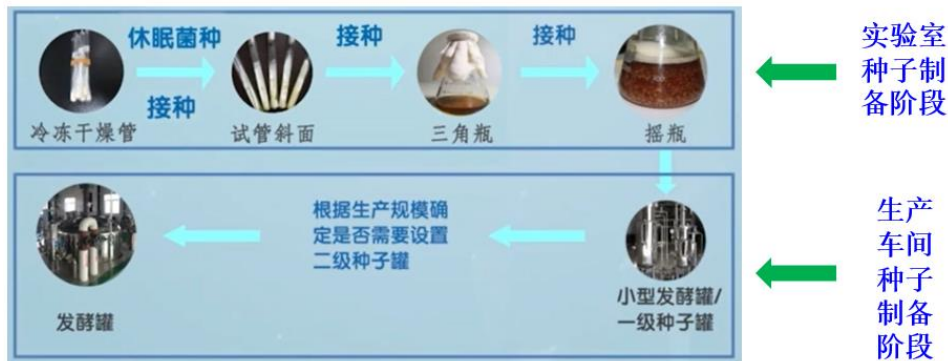 休眠菌种
接种
接种
接种
冷冻干燥管
试管斜面
三角瓶
摇瓶
实验室
种子制
备阶段
根据生产规模确
定是否需要设置
二级种子罐
发酵罐
小型发酵罐/
一级种子罐
生产
车间
种子
制备
阶段